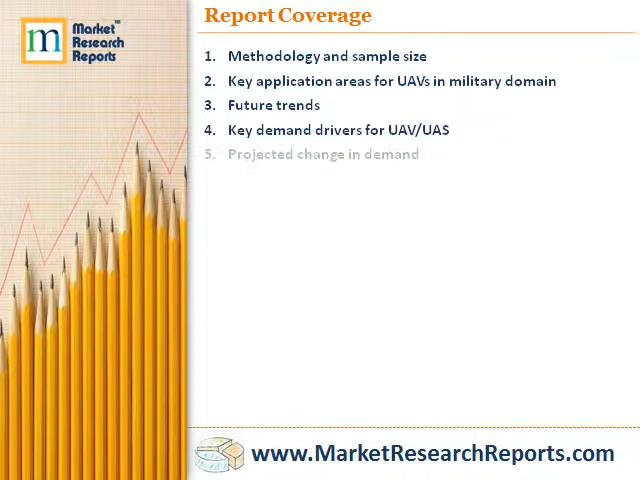 m
Market
Research
Reports
Report Coverage
1. Methodology and sample size
2. Key application areas for UAVs in military domain
3. Future trends
4. Key demand drivers for UAV/UAS
5. Projected change in demand
www.MarketResearchReports.com